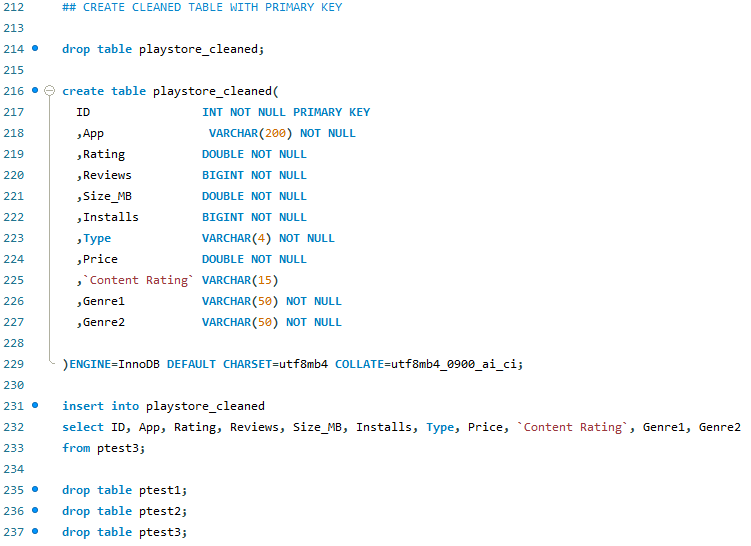 212 ## CREATE CLEANED TABLE WITH PRIMARY KEY
213
214 drop table playstore_cleaned;
215
216 create table playstore_cleaned(
217 ID INT NOT NULL PRIMARY KEY
218 ,App VARCHAR(200) NOT NULL
219 ,Rating DOUBLE NOT NULL
220 ,Reviews BIGINT NOT NULL
221 ,Size_MB DOUBLE NOT NULL
222 ,Installs BIGINT NOT NULL
223 ,Type VARCHAR(4) NOT NULL
224 ,Price DOUBLE NOT NULL
225 ,`Content Rating` VARCHAR(15)
226 ,Genre1 VARCHAR(50) NOT NULL
227 ,Genre2 VARCHAR(50) NOT NULL
228
229 )ENGINE=InnoDB DEFAULT CHARSET=utf8mb4 COLLATE=utf8mb4_0900_ai_ci;
230
231 insert into playstore_cleaned
232 select ID, App, Rating, Reviews, Size_MB, Installs, Type, Price, `Content Rating`, Genre1, Genre2
233 from ptest3;
234
235 drop table ptest1;
236 drop table ptest2;
237 drop table ptest3;